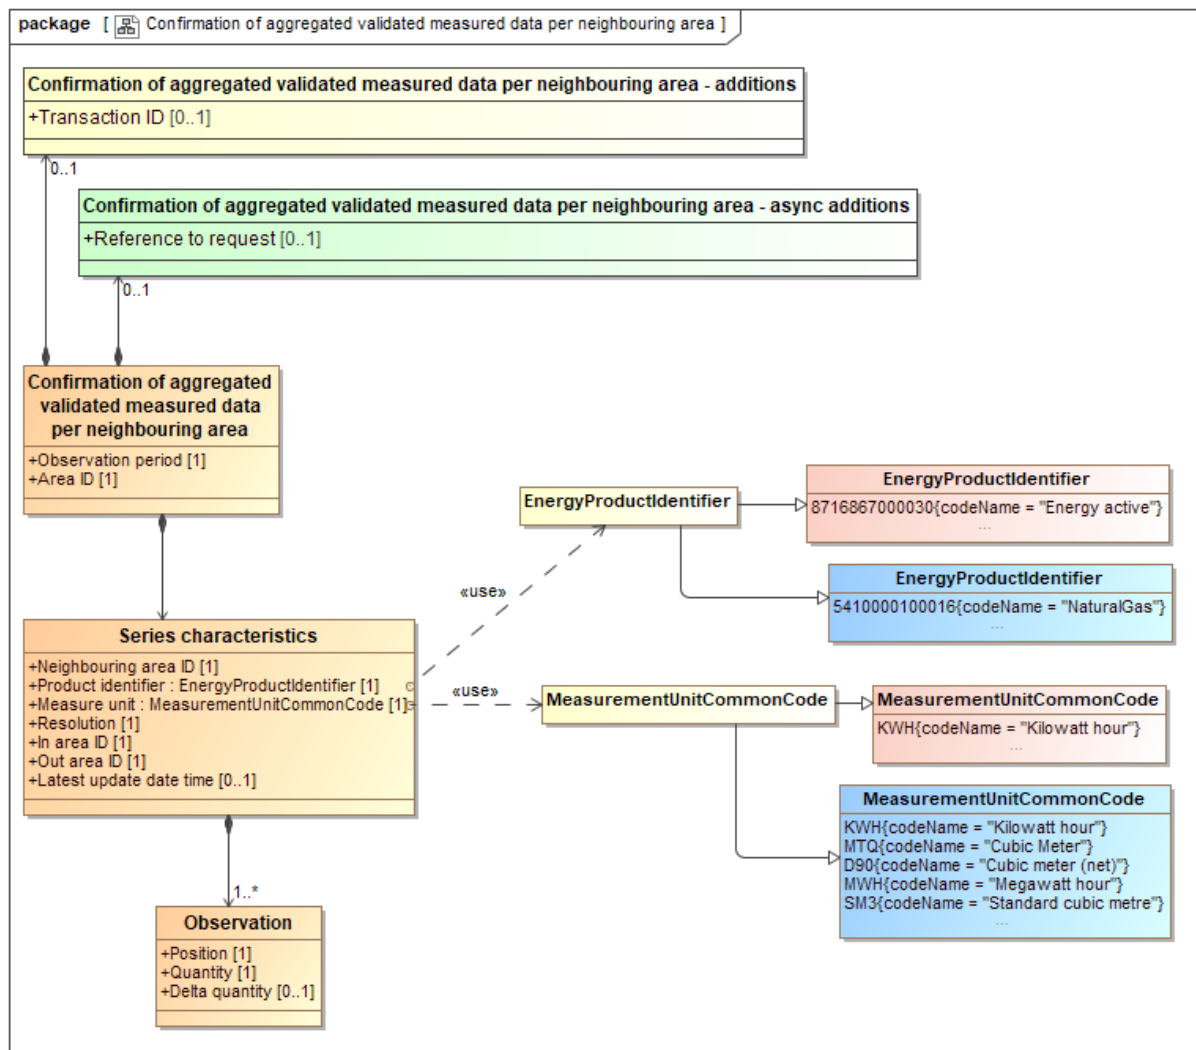 package [ Confirmation of aggregated validated measured data per neighbouring area ]
Confirmation of aggregated validated measured data per neighbouring area - additions
+Transaction ID [0..1]
0..1
Confirmation of aggregated validated measured data per neighbouring area - async additions
+Reference to request [0..1]
0..1
Confirmation of aggregated
validated measured data
per neighbouring area
+Observation period [1]
+Area ID [1]
EnergyProductIdentifier
EnergyProductIdentifier
8716867000030{codeName = "Energy active"}
...
EnergyProductIdentifier
5410000100016{codeName = "NaturalGas"}
...
«use»
Series characteristics
+Neighbouring area ID [1]
+Product identifier : EnergyProductIdentifier [1]
+Measure unit : MeasurementUnitCommonCode [1]
+Resolution [1]
+In area ID [1]
+Out area ID [1]
+Latest update date time [0..1]
«use»
MeasurementUnitCommonCode
MeasurementUnitCommonCode
KWH{codeName = "Kilowatt hour"}
...
MeasurementUnitCommonCode
KWH{codeName = "Kilowatt hour"}
MTQ{codeName = "Cubic Meter"}
D90{codeName = "Cubic meter (net)"}
MWH{codeName = "Megawatt hour"}
SM3{codeName = "Standard cubic metre"}
...
1..*
Observation
+Position [1]
+Quantity [1]
+Delta quantity [0..1]